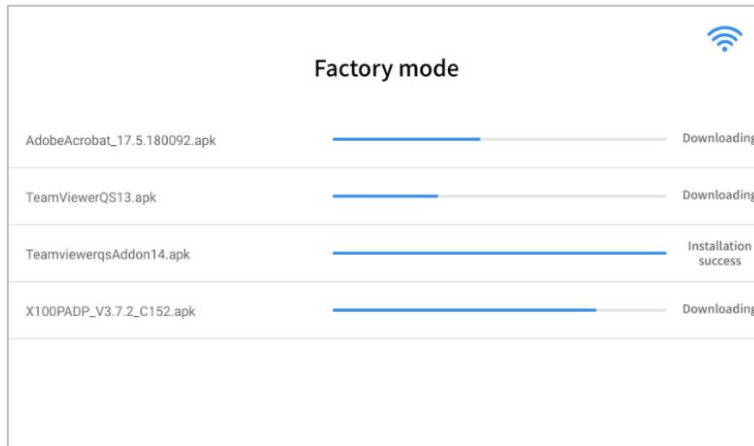 Factory mode
AdobeAcrobat_17.5.180092.apk
Downloading
TeamViewerQS13.apk
Downloading
TeamviewerqsAddon14.apk
Installation
success
X100PADP_V3.7.2_C152.apk
Downloading